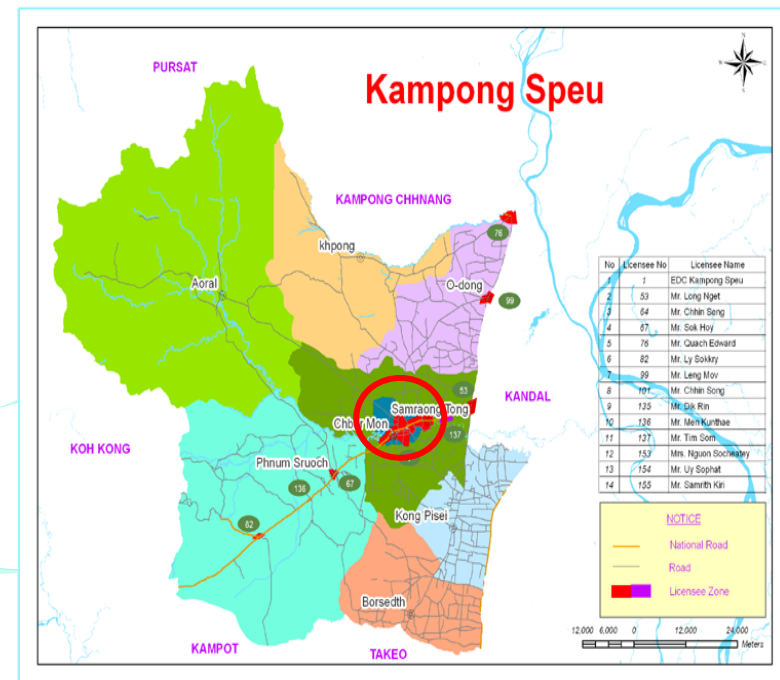 PURSAT
Kampong Speu
KAMPONG CHHNANG
76
khpong
O-dong
Aoral
99
53
KANDAL
Samraong Tong
Chbar Mon
137
KOH KONG
Phnum Sruoch
136
67
82
Kong Pisei
Borsedth
KAMPOT
TAKEO
No Licensee No Licensee Name
1 1 EDC Kampong Speu
2 53 Mr. Long Nget
3 64 Mr. Chhin Seng
4 67 Mr. Sok Hoy
5 76 Mr. Quach Edward
6 82 Mr. Ly Sokkry
7 99 Mr. Leng Mov
8 101 Mr. Chhin Song
9 135 Mr. Dik Rin
10 136 Mr. Men Kunthae
11 137 Mr. Tim Som
12 153 Mrs. Nguon Socheatey
13 154 Mr. Uy Sophat
14 155 Mr. Samrith Kiri
NOTICE
National Road
Road
Licensee Zone
12,000 6,000 0 12,000 24,000
Meters